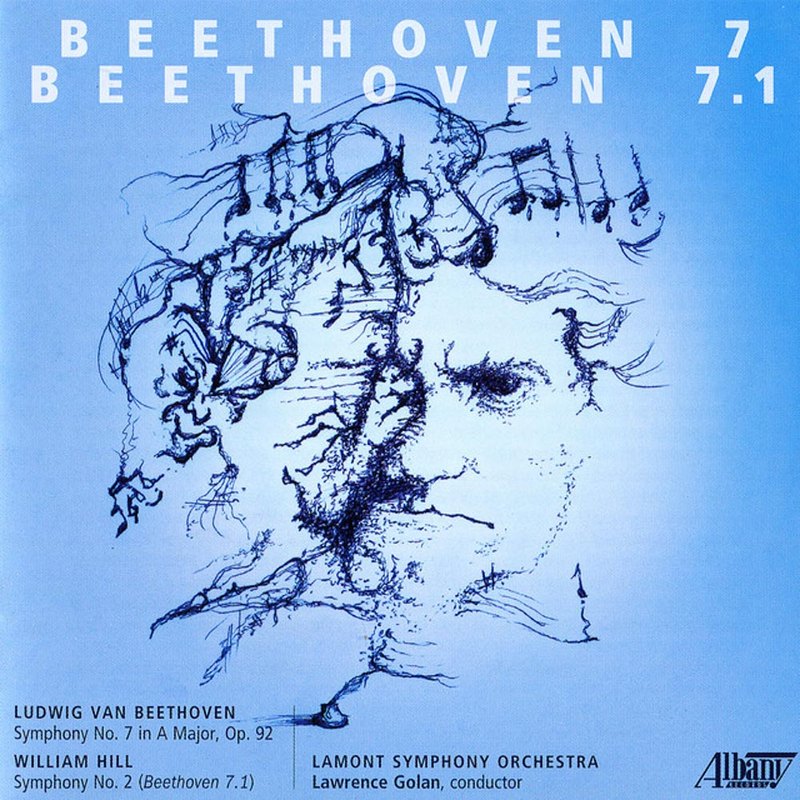 BEETHOVEN 7
BEETHOVEN 7.1
LUDWIG VAN BEETHOVEN
Symphony No. 7 in A Major, Op. 92
WILLIAM HILL
Symphony No. 2 (Beethoven 7.1)
LAMONT SYMPHONY ORCHESTRA
Lawrence Golan, conductor
Albany
RECORDS